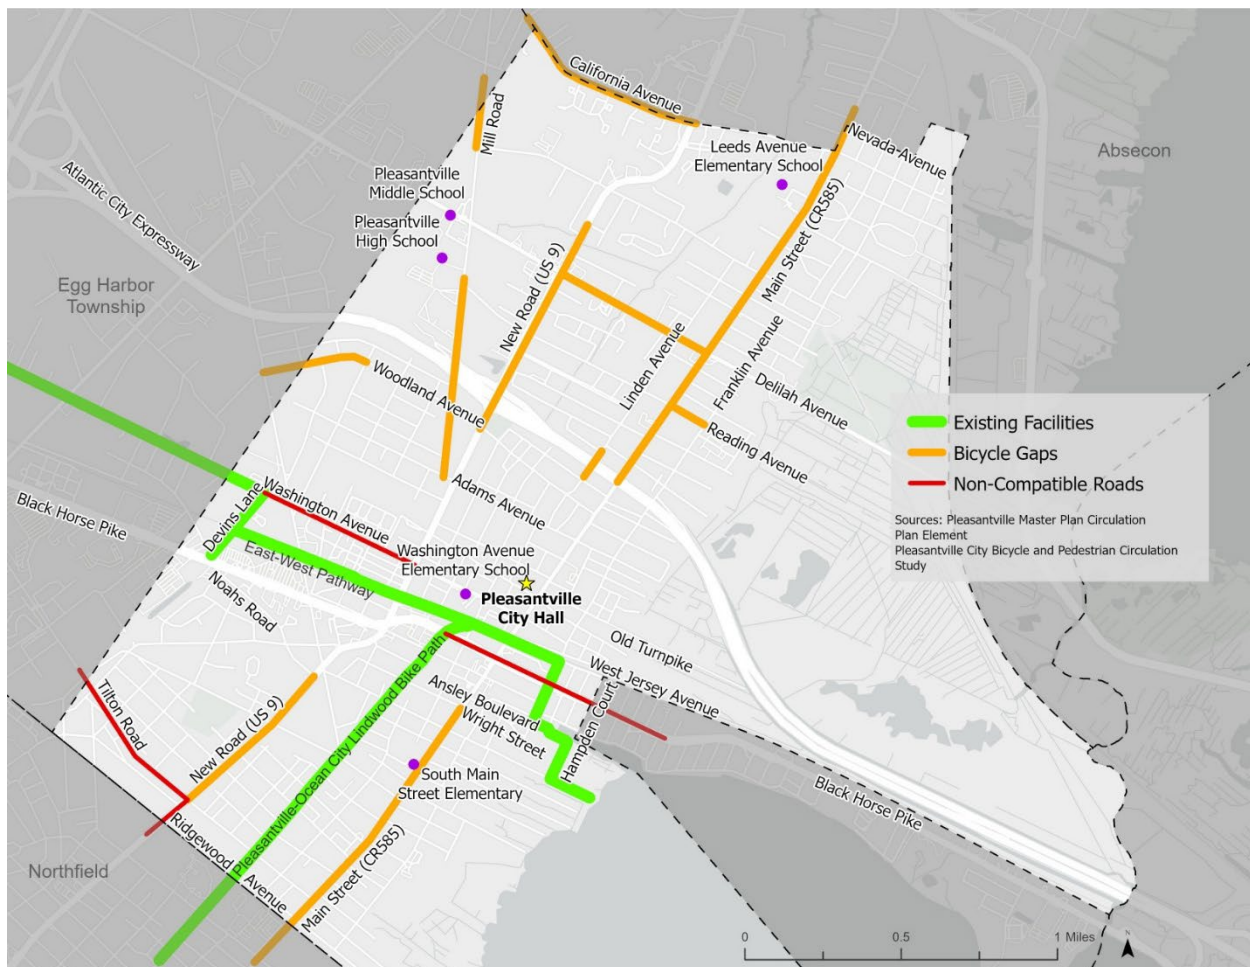 California Avenue
Mill Road
Nevada Avenue
Leeds Avenue
Elementary School
Absecon
Pleasantville
Middle School
Pleasantville
High School
Atlantic City Expressway
Main Street (CR585)
New Road (US 9)
Egg Harbor
Township
Linden Avenue
Franklin Avenue
Woodland Avenue
Delilah Avenue
Reading Avenue
Existing Facilities
Bicycle Gaps
Non-Compatible Roads
Sources: Pleasantville Master Plan Circulation
Plan Element
Pleasantville City Bicycle and Pedestrian Circulation
Study
Adams Avenue
Washington Avenue
Devins Lane
Black Horse Pike
East-West Pathway
Washington Avenue
Elementary School
Pleasantville
City Hall
Noahs Road
Old Turnpike
West Jersey Avenue
Ansley Boulevard
Wright Street
Hampden Court
Tilton Road
New Road (US 9)
Pleasantville-Ocean City Lindwood Bike Path
South Main
Street Elementary
Black Horse Pike
Ridgewood Avenue
Main Street (CR585)
Northfield
0 0.5 1 Miles
N